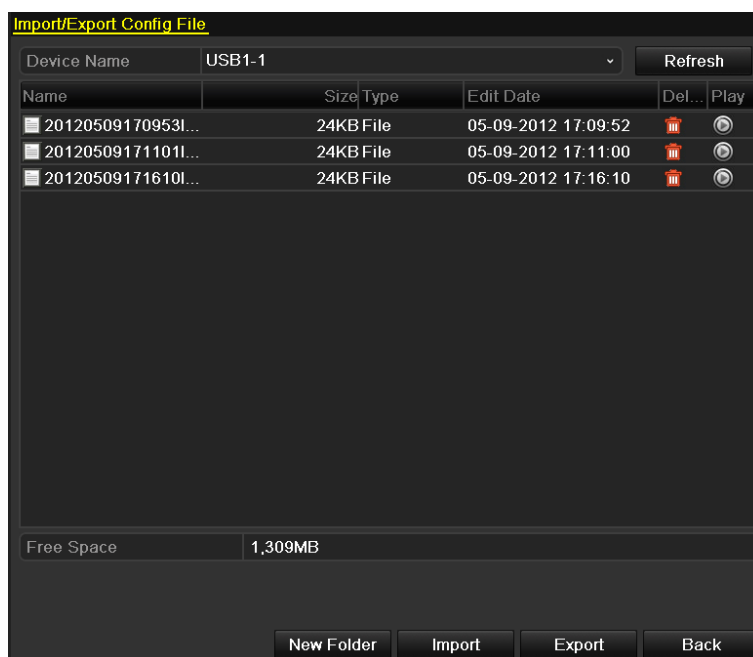 Import/Export Config File
Device Name USB1-1 Refresh
Name Size Type Edit Date Del... Play
20120509170953I... 24KB File 05-09-2012 17:09:52
20120509171101I... 24KB File 05-09-2012 17:11:00
20120509171610I... 24KB File 05-09-2012 17:16:10
Free Space 1,309MB
New Folder Import Export Back